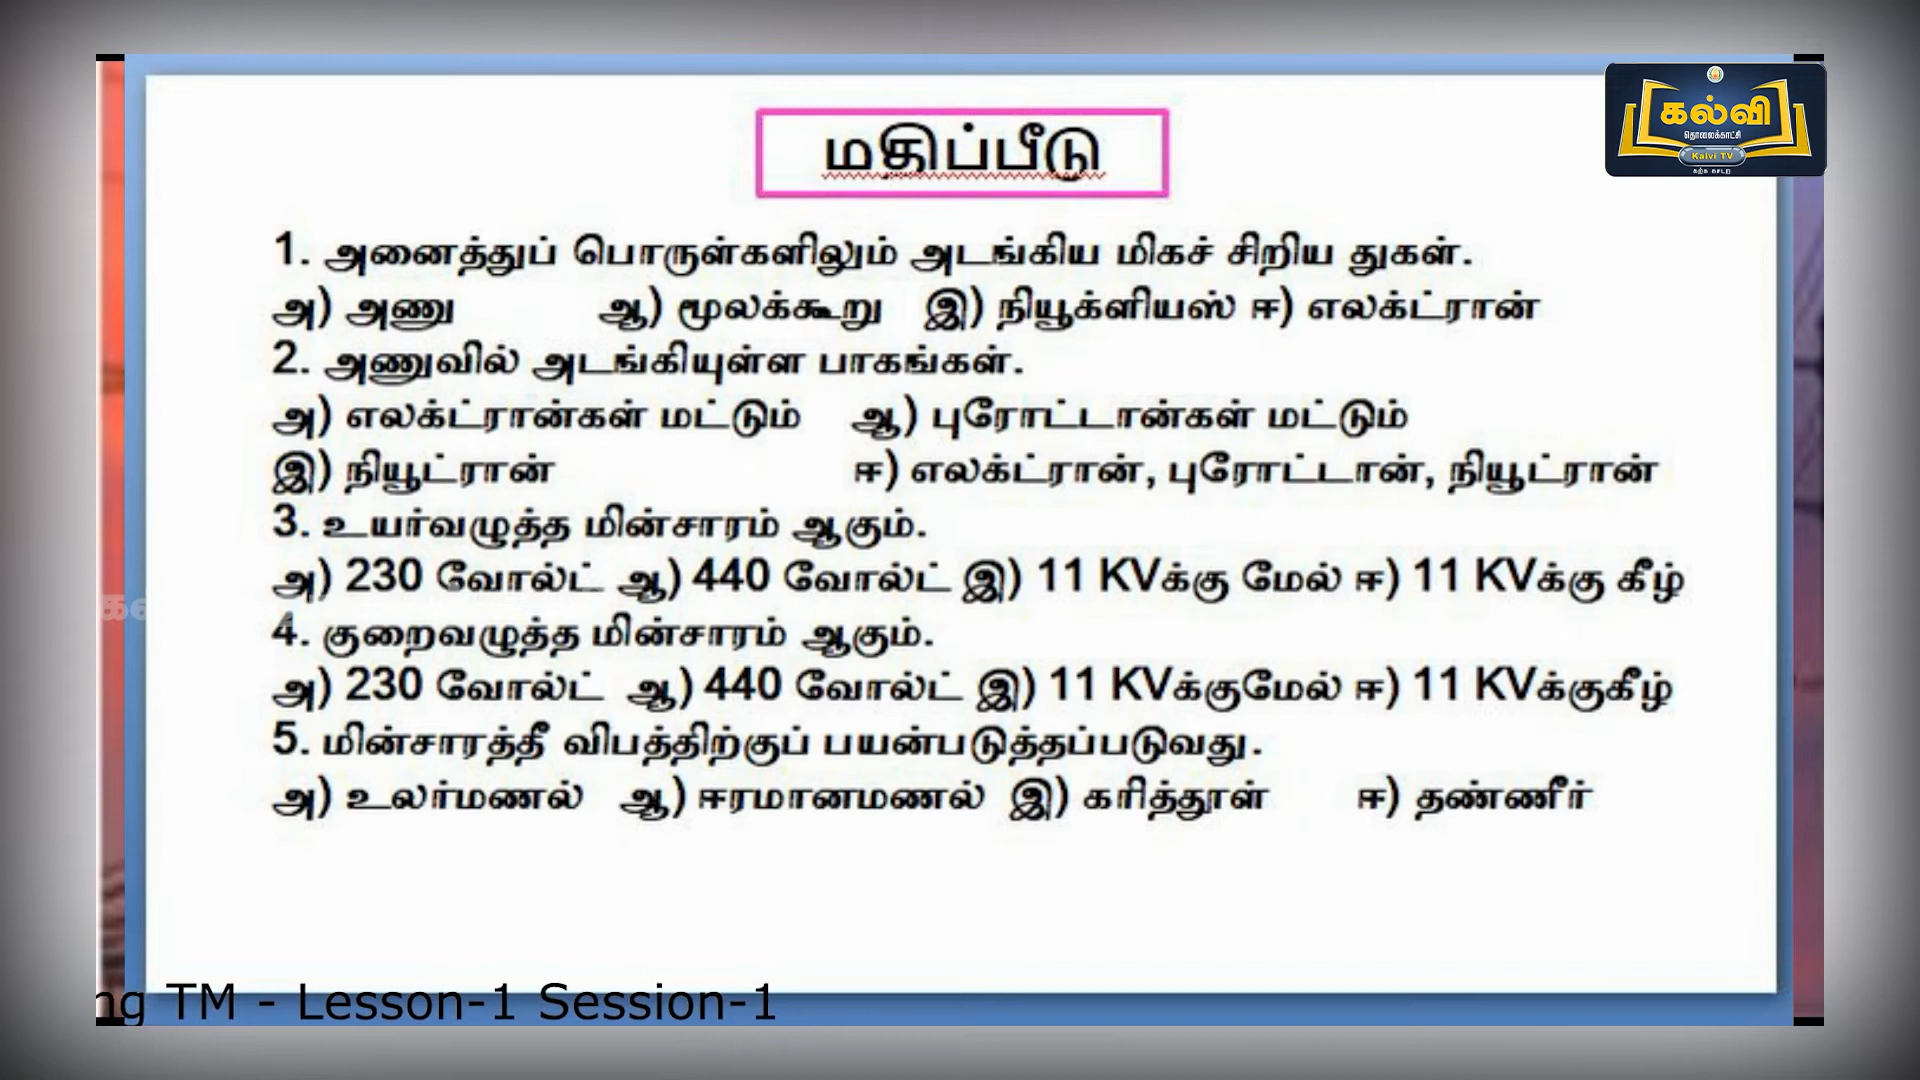 கல்வி
தொலைக்காட்சி
Kalvi TV
மதிப்பீடு
1. அனைத்துப் பொருள்களிலும் அடங்கிய மிகச் சிறிய துகள்.
அ) அணு ஆ) மூலக்கூறு இ) நியூக்ளியஸ் ஈ) எலக்ட்ரான்
2. அணுவில் அடங்கியுள்ள பாகங்கள்.
அ) எலக்ட்ரான்கள் மட்டும் ஆ) புரோட்டான்கள் மட்டும்
இ) நியூட்ரான் ஈ) எலக்ட்ரான், புரோட்டான், நியூட்ரான்
3. உயர்வழுத்த மின்சாரம் ஆகும்.
அ) 230 வோல்ட் ஆ) 440 வோல்ட் இ) 11 KVக்கு மேல் ஈ) 11 KVக்கு கீழ்
4. குறைவழுத்த மின்சாரம் ஆகும்.
அ) 230 வோல்ட் ஆ) 440 வோல்ட் இ) 11 KVக்குமேல் ஈ) 11 KVக்குகீழ்
5. மின்சாரத்தீ விபத்திற்குப் பயன்படுத்தப்படுவது.
அ) உலர்மணல் ஆ) ஈரமானமணல் இ) கரித்தூள் ஈ) தண்ணீர்
ng TM - Lesson-1 Session-1